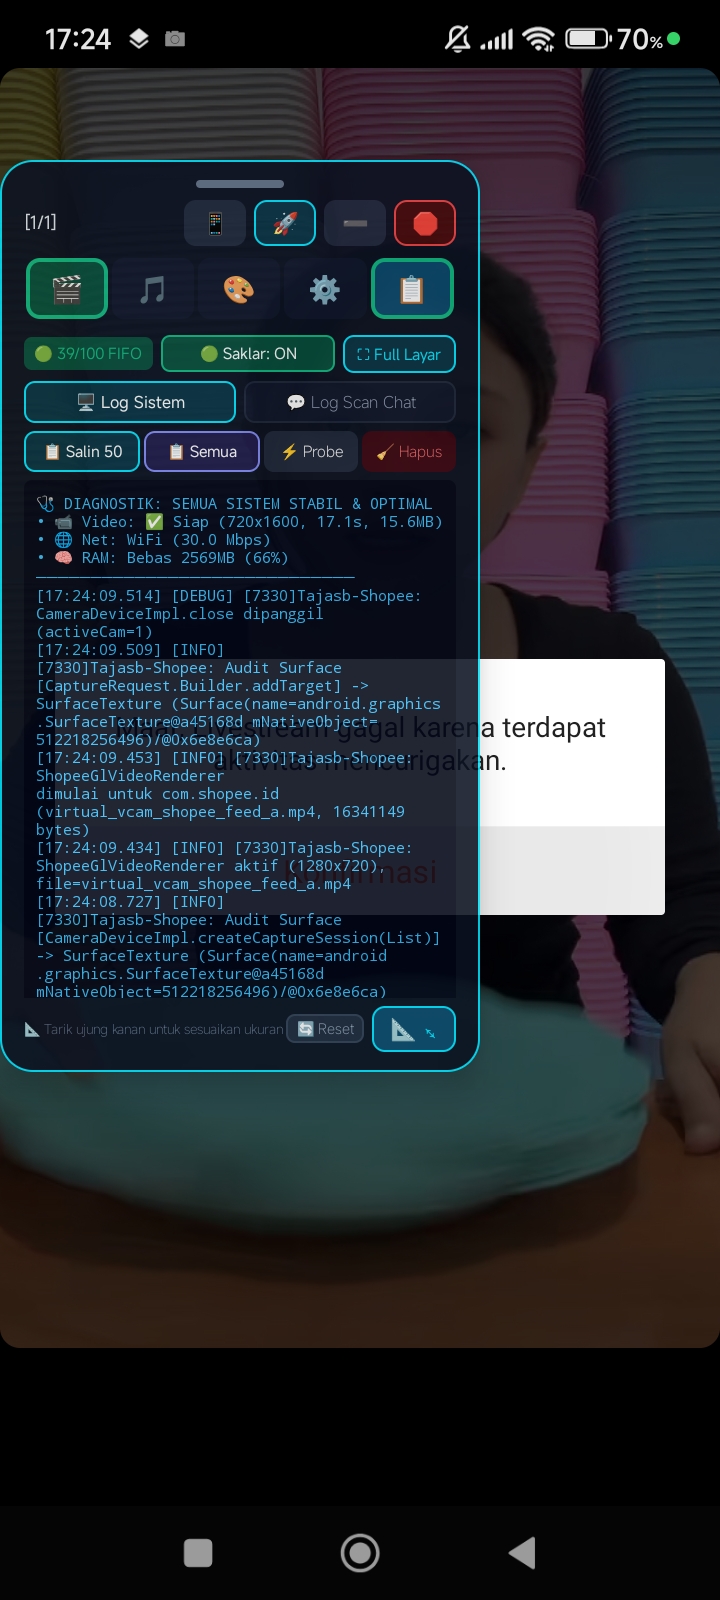 17:24
70%
[1/1]
39/100 FIFO
Saklar: ON
Full Layar
Log Sistem
Log Scan Chat
Salin 50
Semua
Probe
Hapus
DIAGNOSTIK: SEMUA SISTEM STABIL & OPTIMAL
• Video: ✅ Siap (720x1600, 17.1s, 15.6MB)
• Net: WiFi (30.0 Mbps)
• RAM: Bebas 2569MB (66%)
[17:24:09.514] [DEBUG] [7330]Tajasb-Shopee:
CameraDeviceImpl.close dipanggil
(activeCam=1)
[17:24:09.509] [INFO]
[7330]Tajasb-Shopee: Audit Surface
[CaptureRequest.Builder.addTarget] ->
SurfaceTexture (Surface(name=android.graphics
.SurfaceTexture@a45168d mNativeObject=
512218256496)/@0x6e8e6ca)
[17:24:09.453] [INFO] [7330]Tajasb-Shopee:
ShopeeGlVideoRenderer
dimulai untuk com.shopee.id
(virtual_vcam_shopee_feed_a.mp4, 16341149
bytes)
[17:24:09.434] [INFO] [7330]Tajasb-Shopee:
ShopeeGlVideoRenderer aktif (1280x720),
file=virtual_vcam_shopee_feed_a.mp4
[17:24:08.727] [INFO]
[7330]Tajasb-Shopee: Audit Surface
[CameraDeviceImpl.createCaptureSession(List)]
-> SurfaceTexture (Surface(name=android
.graphics.SurfaceTexture@a45168d
mNativeObject=512218256496)/@0x6e8e6ca)
Tarik ujung kanan untuk sesuaikan ukuran
Reset
gagal karena terdapat
aktivitas mencurigakan.
Konfirmasi